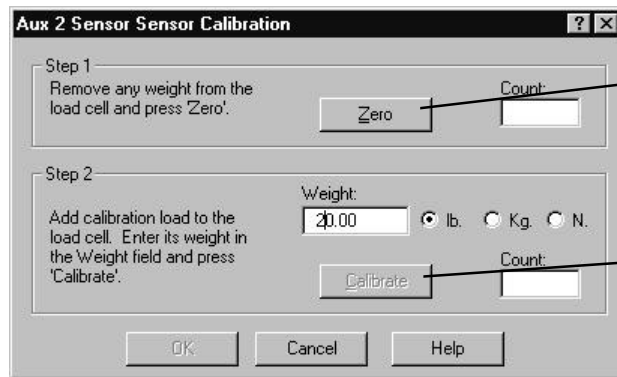 Aux 2 Sensor Sensor Calibration
Step 1
Remove any weight from the
load cell and press 'Zero'.
Zero
Count:
Step 2
Add calibration load to the
load cell. Enter its weight in
the Weight field and press
'Calibrate'.
Weight:
20.00
lb.
Kg.
N.
Calibrate
Count:
OK
Cancel
Help